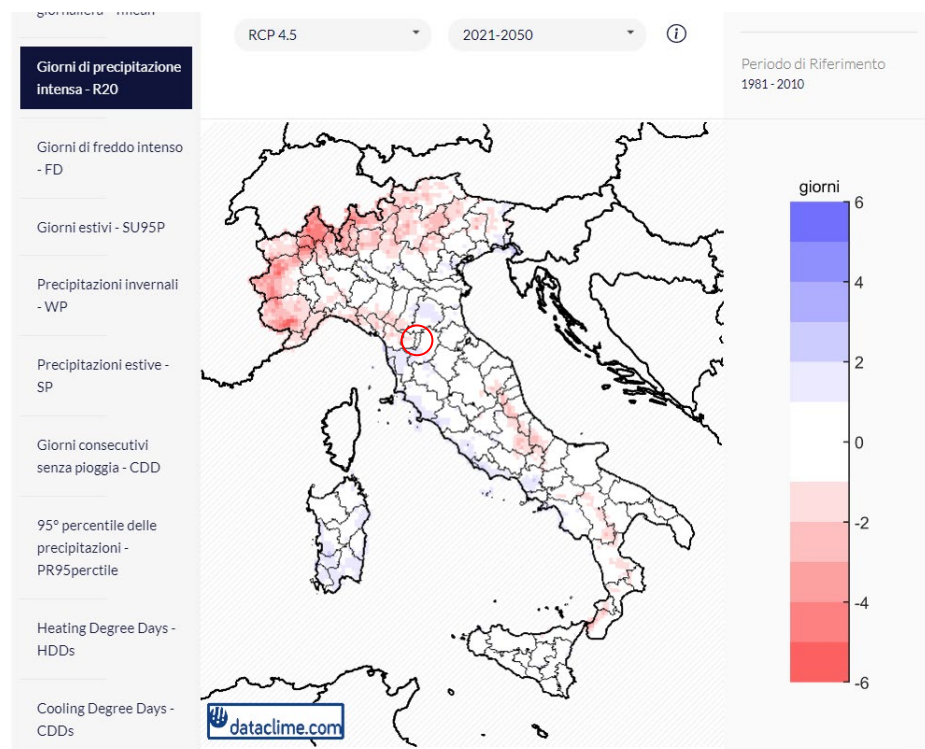 RCP 4.5
2021-2050
i
Periodo di Riferimento
1981 - 2010
Giorni di precipitazione
intensa - R20
Giorni di freddo intenso
- FD
Giorni estivi - SU95P
Precipitazioni invernali
- WP
Precipitazioni estive -
SP
Giorni consecutivi
senza pioggia - CDD
95° percentile delle
precipitazioni -
PR95perctile
Heating Degree Days -
HDDs
Cooling Degree Days -
CDDs
giorni
6
4
2
0
-2
-4
-6
dataclime.com